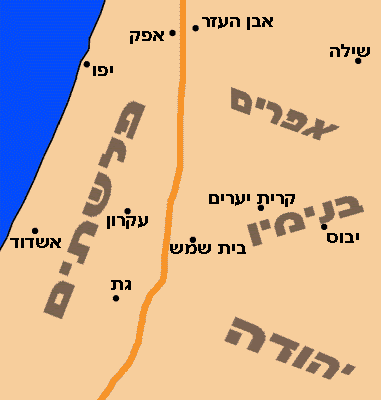 אבן העזר
אפק
שילה
יפו
אפרים
פלשתים
קרית יערים
בנימין
עקרון
יבוס
אשדוד
בית שמש
גת
יהודה